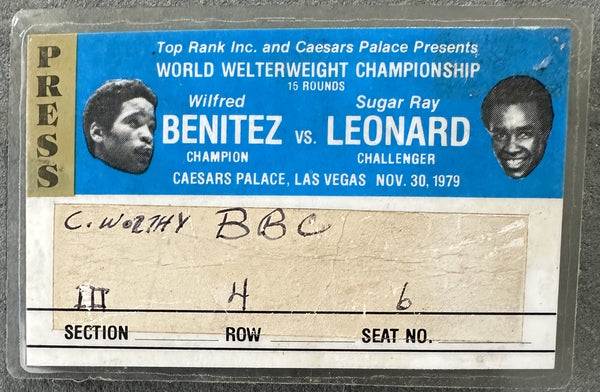 PRESS
Top Rank Inc. and Caesars Palace Presents
WORLD WELTERWEIGHT CHAMPIONSHIP
15 ROUNDS
Wilfred Sugar Ray
BENITEZ VS. LEONARD
CHAMPION CHALLENGER
CAESARS PALACE, LAS VEGAS NOV. 30, 1979
C. WORTHY BBC
III 4 6
SECTION ROW SEAT NO.